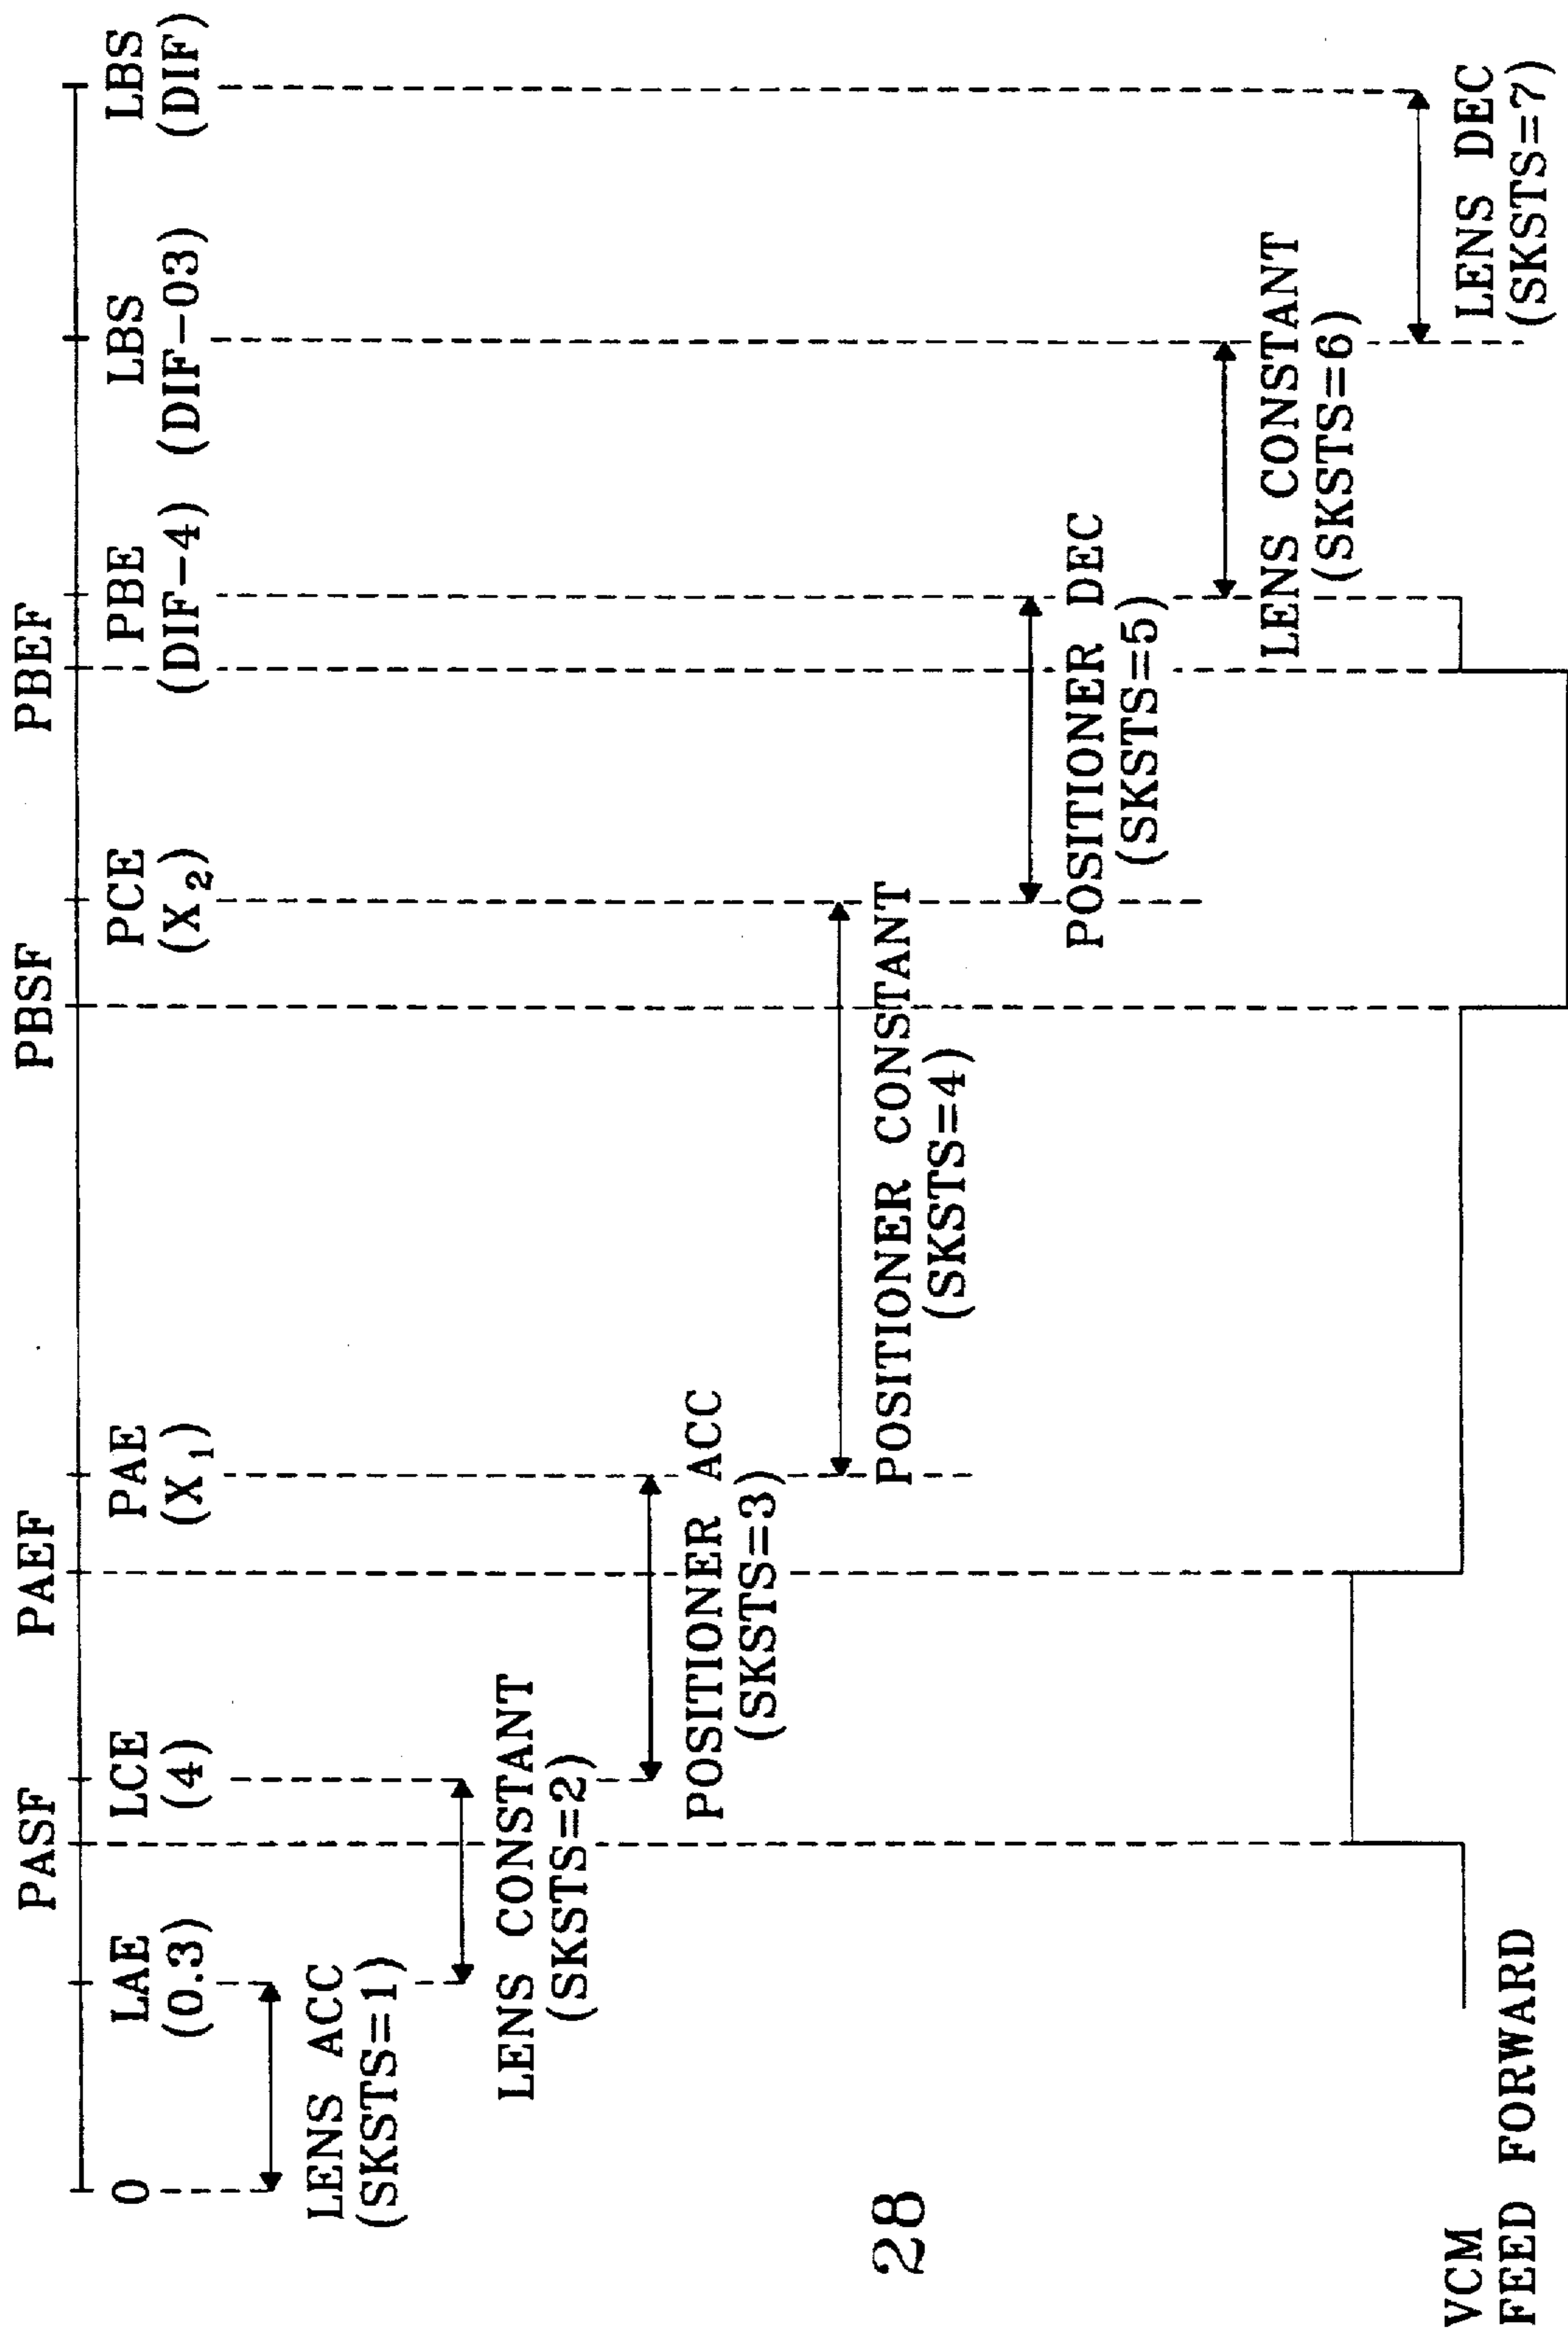 PASF PAEF PBSF PBEF
0 LAE LCE PAE PCE PBE LBS LBS
(0.3) (4) (X₁) (X₂) (DIF-4) (DIF-03) (DIF)
LENS ACC
(SKSTS=1)
LENS CONSTANT
(SKSTS=2)
POSITIONER ACC
(SKSTS=3)
POSITIONER CONSTANT
(SKSTS=4)
POSITIONER DEC
(SKSTS=5)
LENS CONSTANT
(SKSTS=6)
LENS DEC
(SKSTS=7)
28
VCM
FEED FORWARD